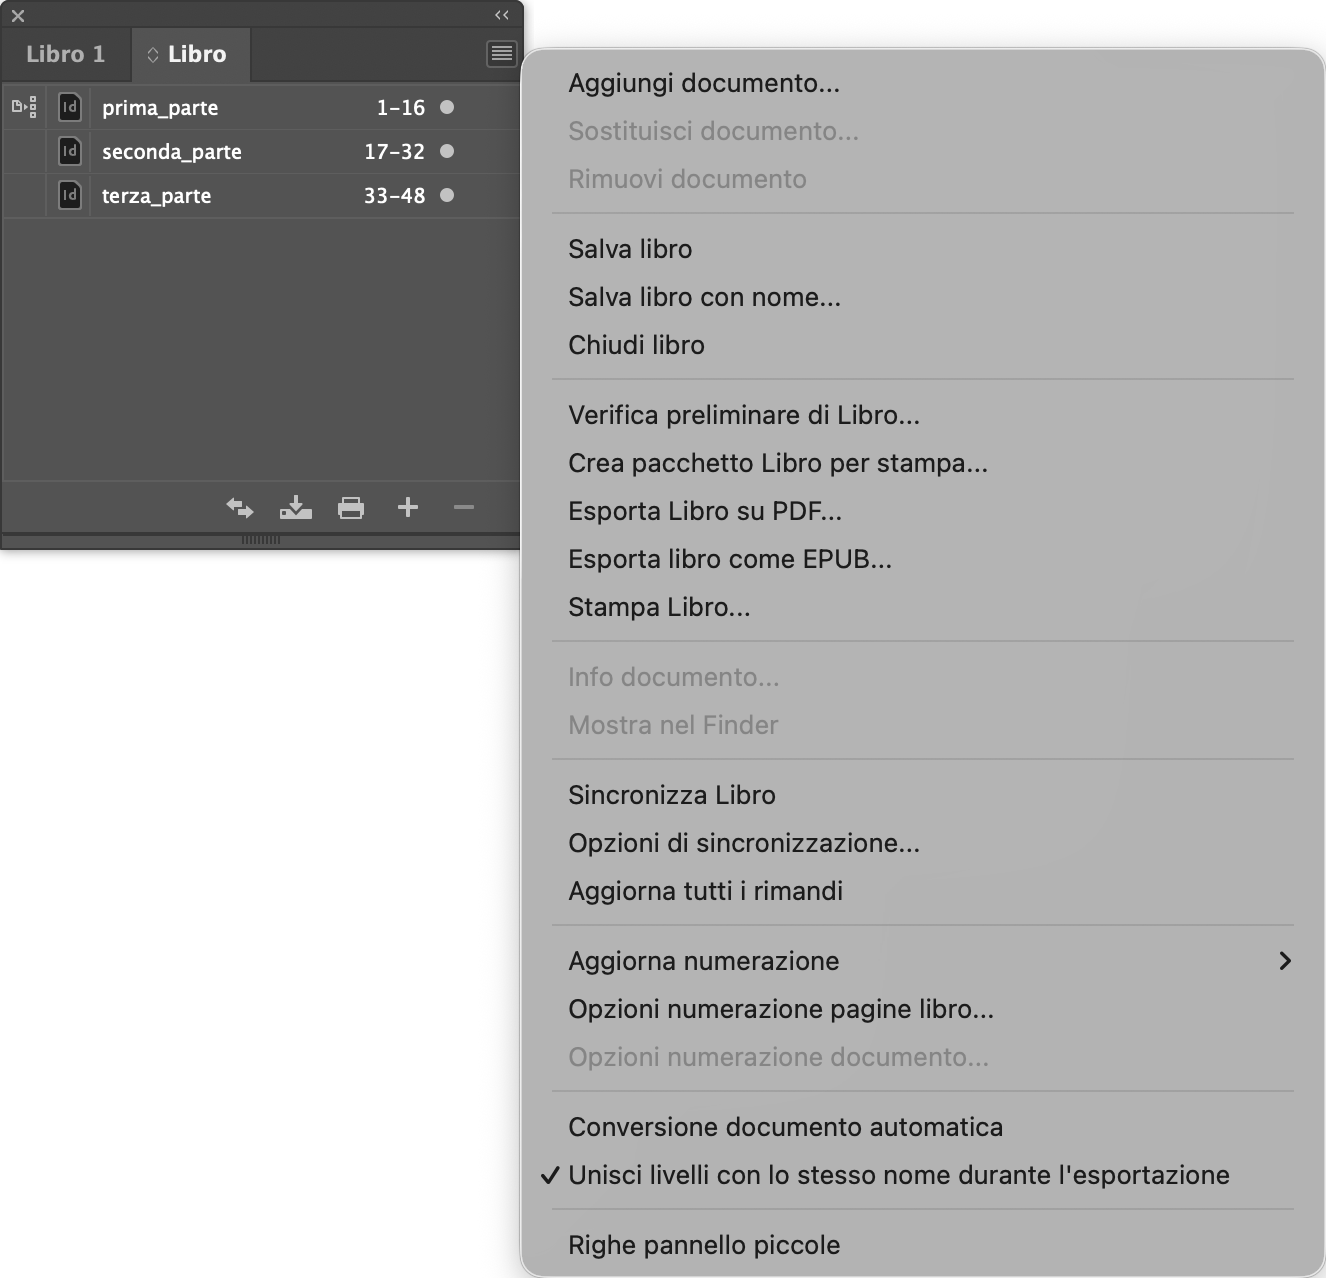 Libro 1
Libro
Id prima_parte 1–16
Id seconda_parte 17–32
Id terza_parte 33–48
Aggiungi documento...
Sostituisci documento...
Rimuovi documento
Salva libro
Salva libro con nome...
Chiudi libro
Verifica preliminare di Libro...
Crea pacchetto Libro per stampa...
Esporta Libro su PDF...
Esporta libro come EPUB...
Stampa Libro...
Info documento...
Mostra nel Finder
Sincronizza Libro
Opzioni di sincronizzazione...
Aggiorna tutti i rimandi
Aggiorna numerazione
Opzioni numerazione pagine libro...
Opzioni numerazione documento...
Conversione documento automatica
Unisci livelli con lo stesso nome durante l'esportazione
Righe pannello piccole